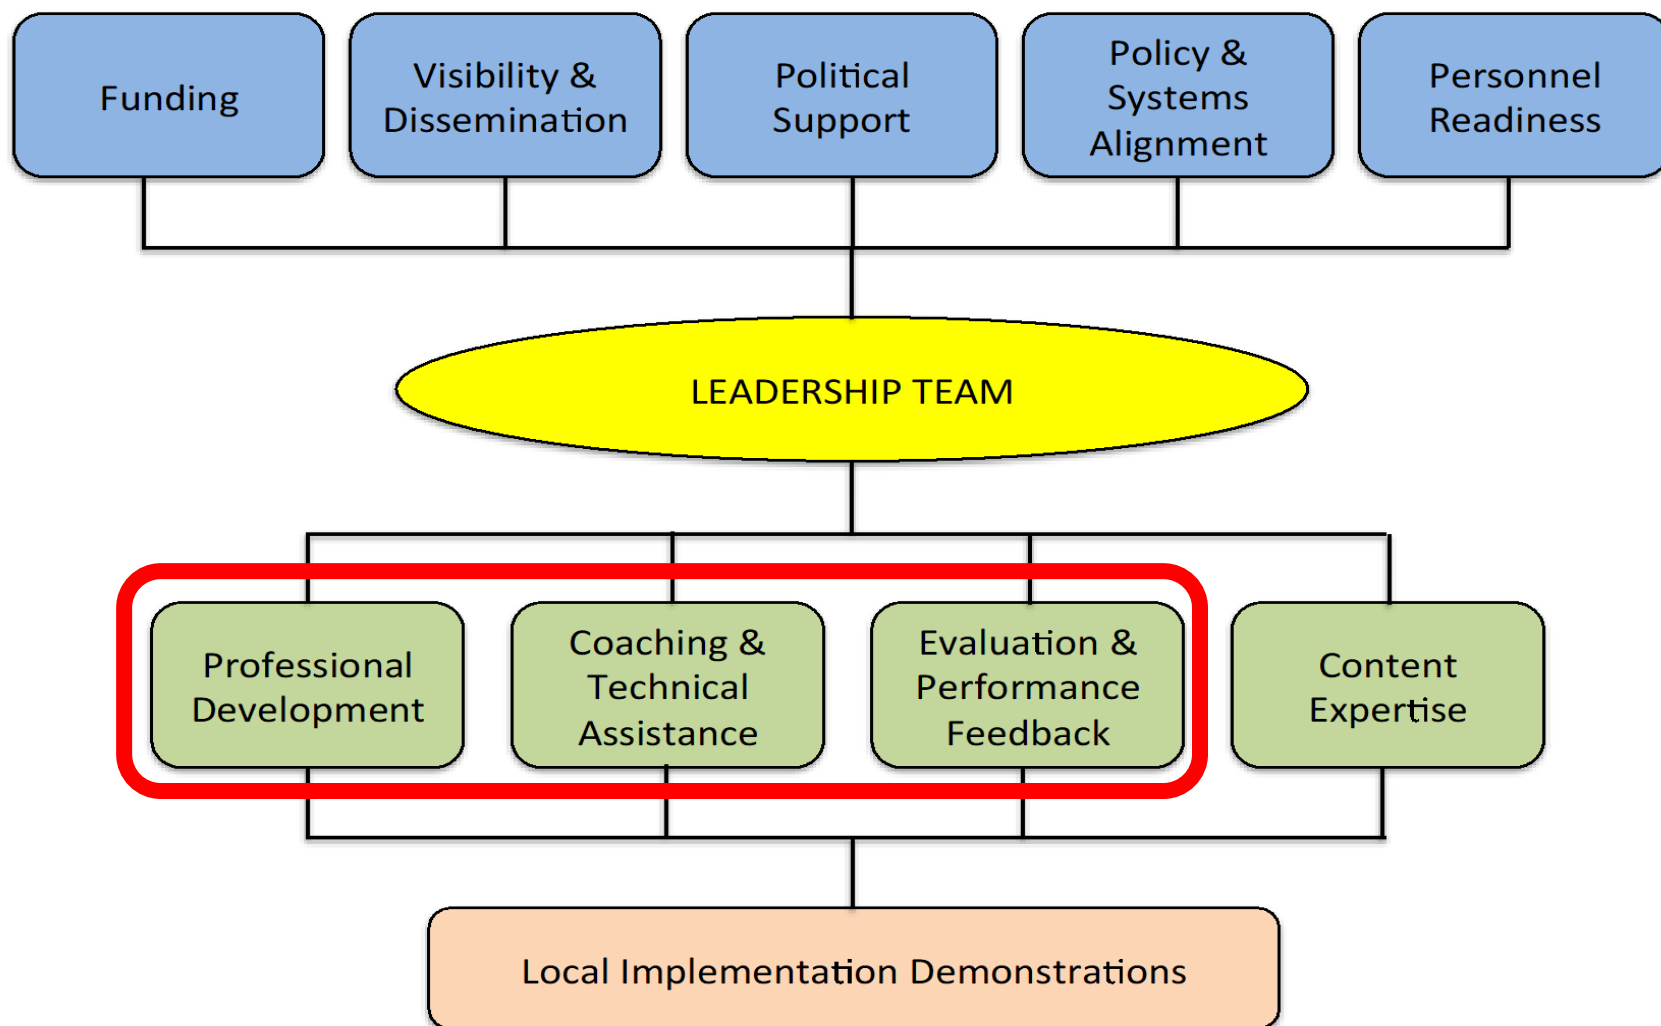 Funding
Visibility &
Dissemination
Political
Support
Policy &
Systems
Alignment
Personnel
Readiness
LEADERSHIP TEAM
Professional
Development
Coaching &
Technical
Assistance
Evaluation &
Performance
Feedback
Content
Expertise
Local Implementation Demonstrations